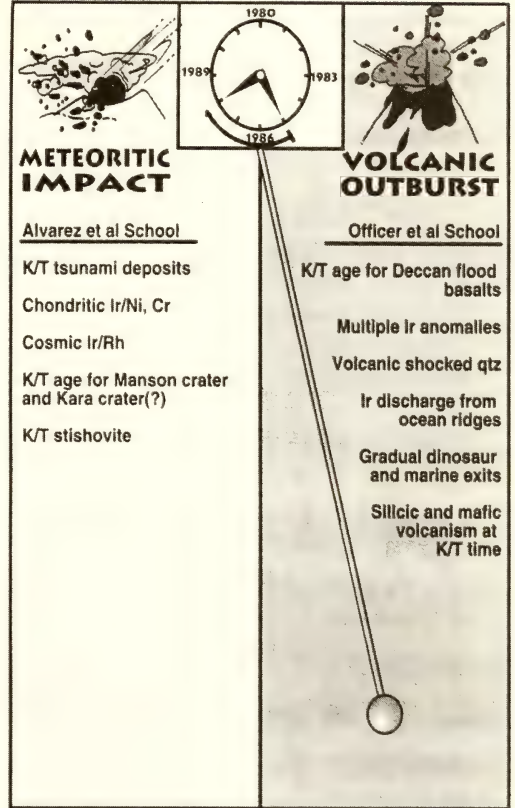 1980
1989
1983
1986
METEORITIC
IMPACT
Alvarez et al School
K/T tsunami deposits
Chondritic Ir/Ni, Cr
Cosmic Ir/Rh
K/T age for Manson crater
and Kara crater(?)
K/T stishovite
VOLCANIC
OUTBURST
Officer et al School
K/T age for Deccan flood
basalts
Multiple Ir anomalies
Volcanic shocked qtz
Ir discharge from
ocean ridges
Gradual dinosaur
and marine exits
Silicic and mafic
volcanism at
K/T time